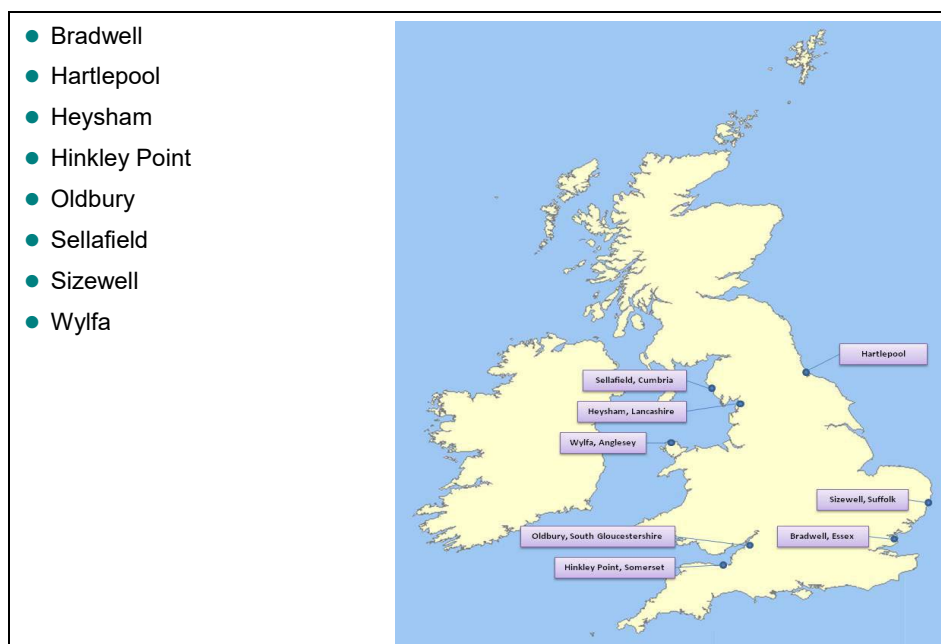 Bradwell
Hartlepool
Heysham
Hinkley Point
Oldbury
Sellafield
Sizewell
Wylfa
Hartlepool
Sellafield, Cumbria
Heysham, Lancashire
Wylfa, Anglesey
Sizewell, Suffolk
Oldbury, South Gloucestershire
Bradwell, Essex
Hinkley Point, Somerset